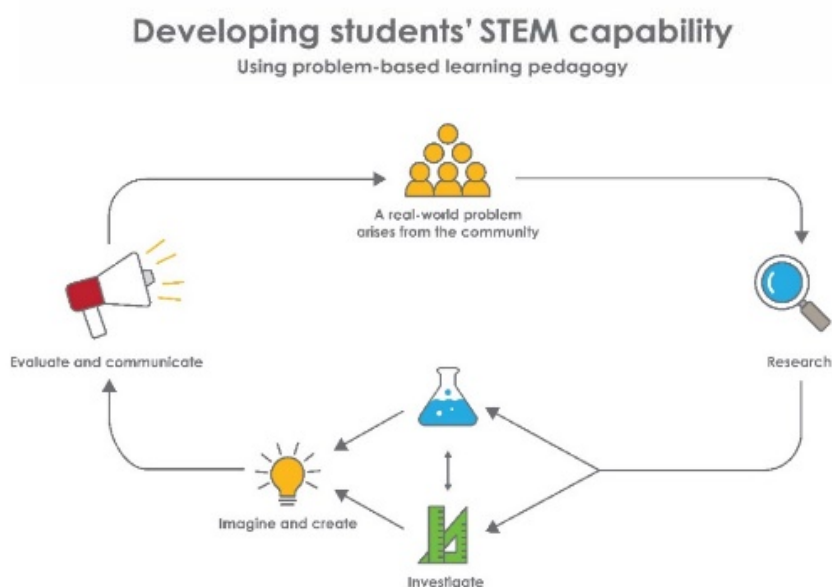 Developing students' STEM capability
Using problem-based learning pedagogy
A real-world problem
arises from the community
Research
Investigate
Imagine and create
Evaluate and communicate